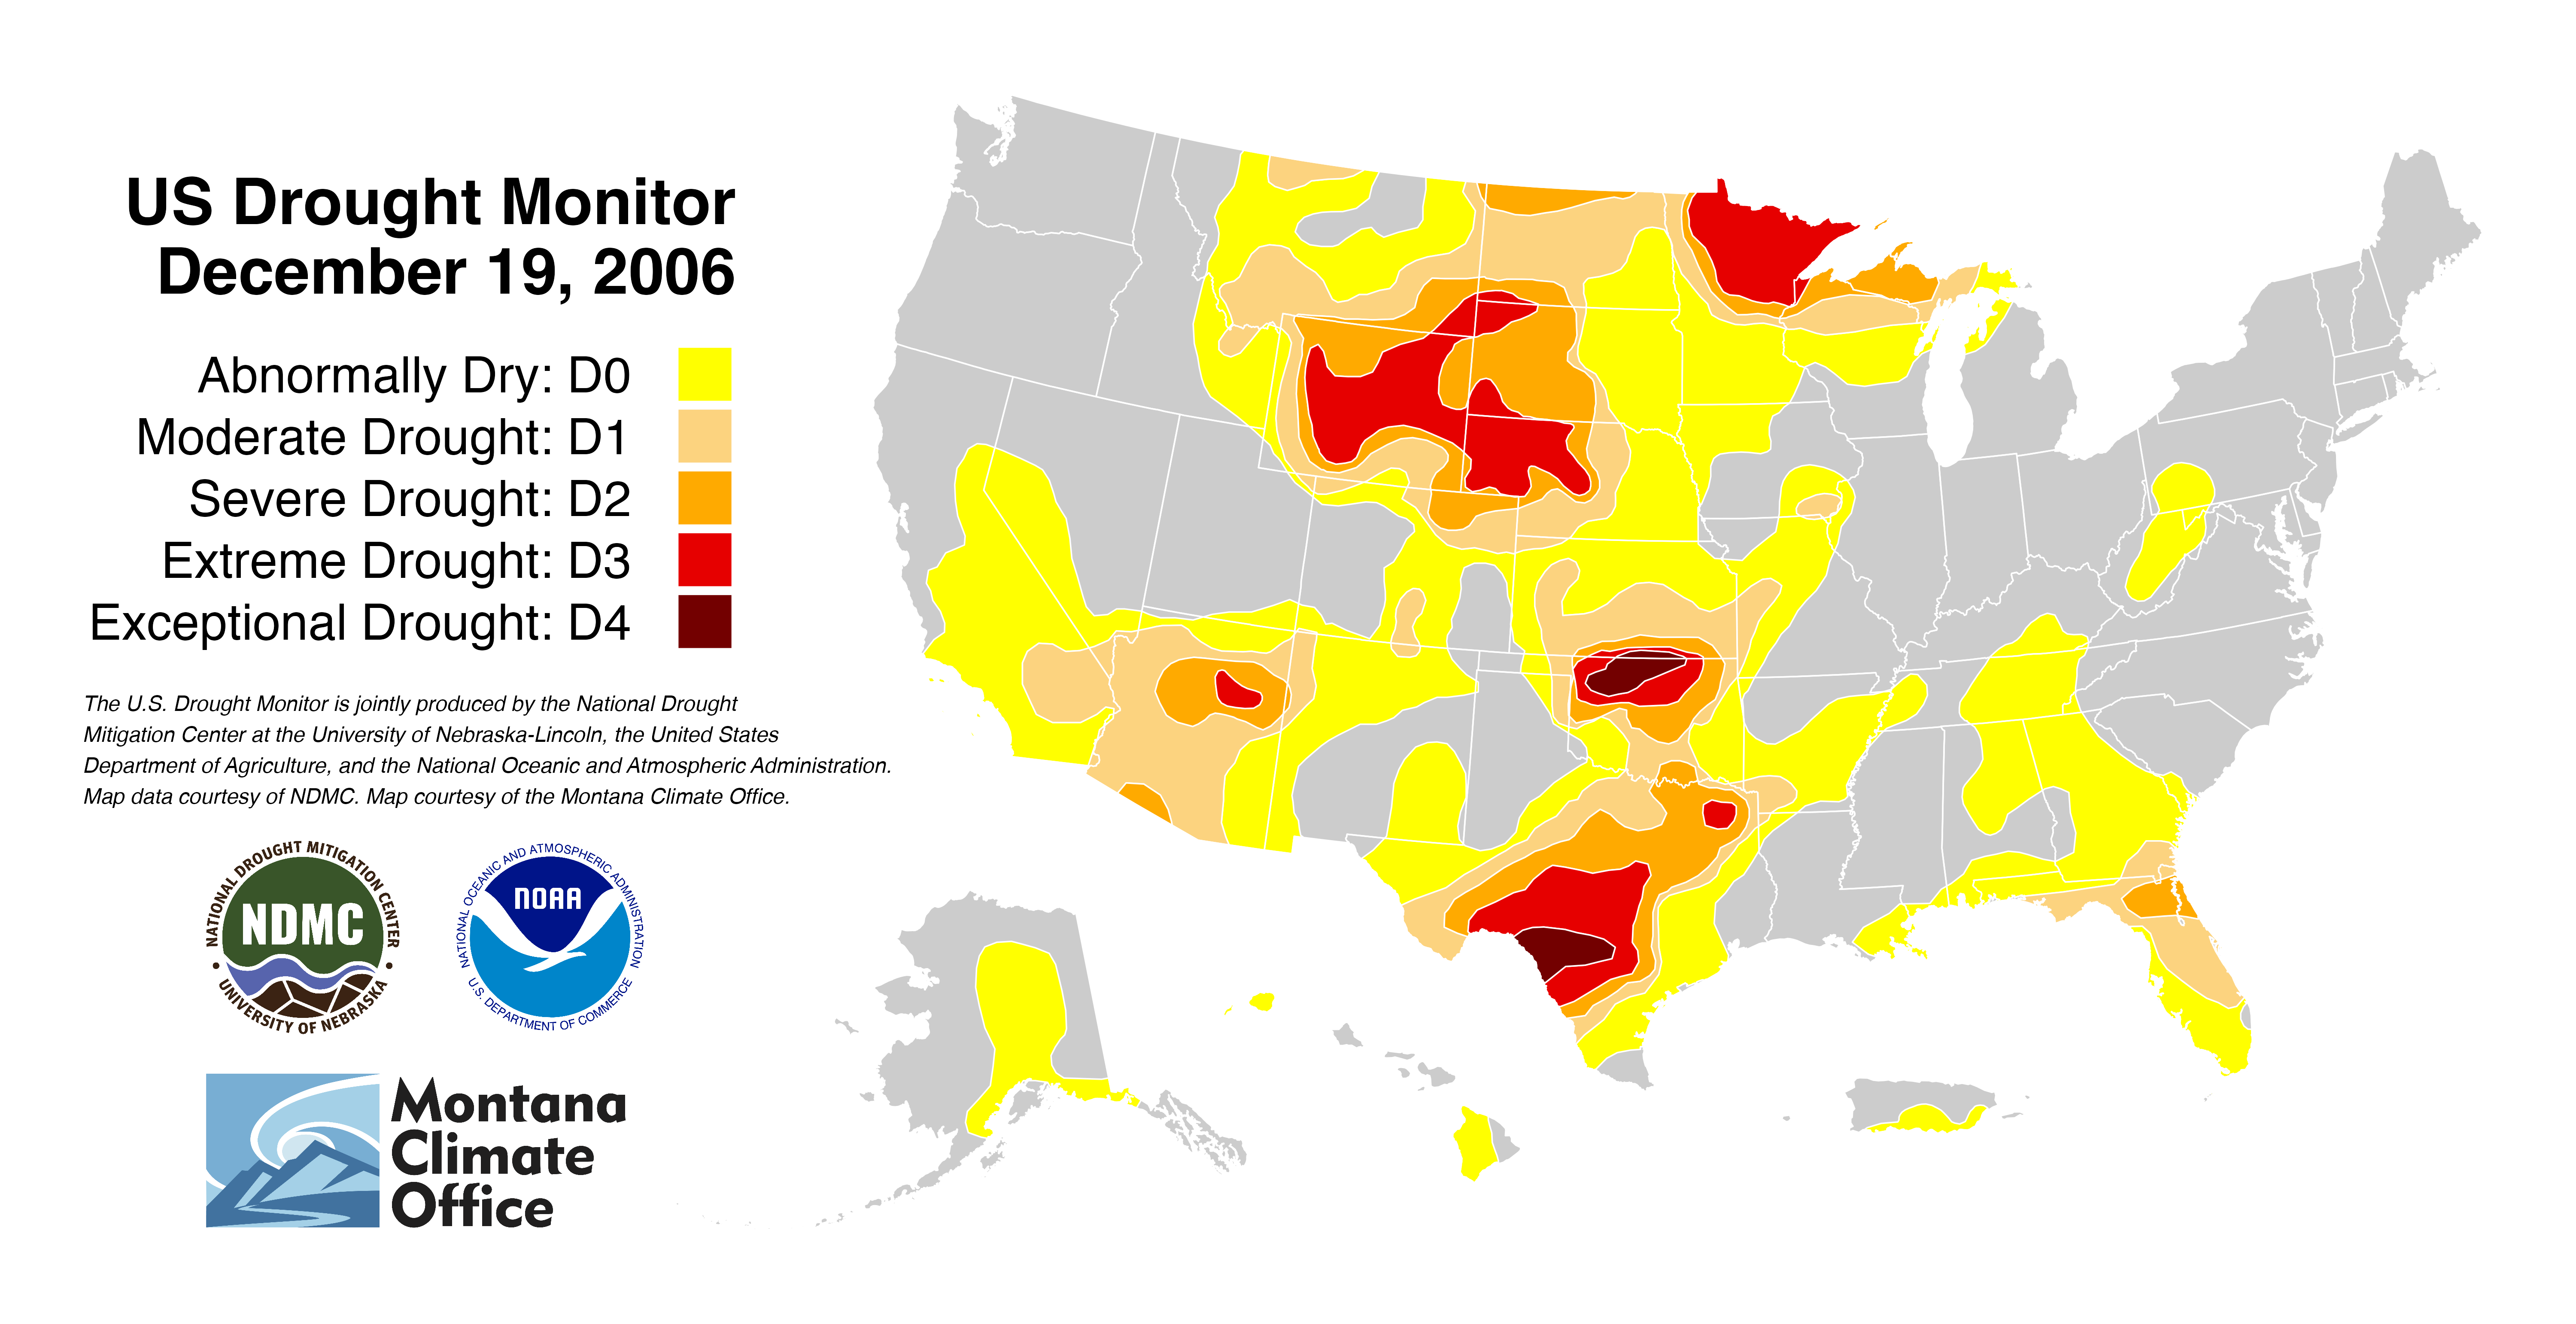 US Drought Monitor
December 19, 2006
Abnormally Dry: D0
Moderate Drought: D1
Severe Drought: D2
Extreme Drought: D3
Exceptional Drought: D4
The U.S. Drought Monitor is jointly produced by the National Drought
Mitigation Center at the University of Nebraska-Lincoln, the United States
Department of Agriculture, and the National Oceanic and Atmospheric Administration.
Map data courtesy of NDMC. Map courtesy of the Montana Climate Office.
NATIONAL DROUGHT MITIGATION CENTER
NDMC
• UNIVERSITY OF NEBRASKA •
NATIONAL OCEANIC AND ATMOSPHERIC ADMINISTRATION
NOAA
U.S. DEPARTMENT OF COMMERCE
Montana
Climate
Office